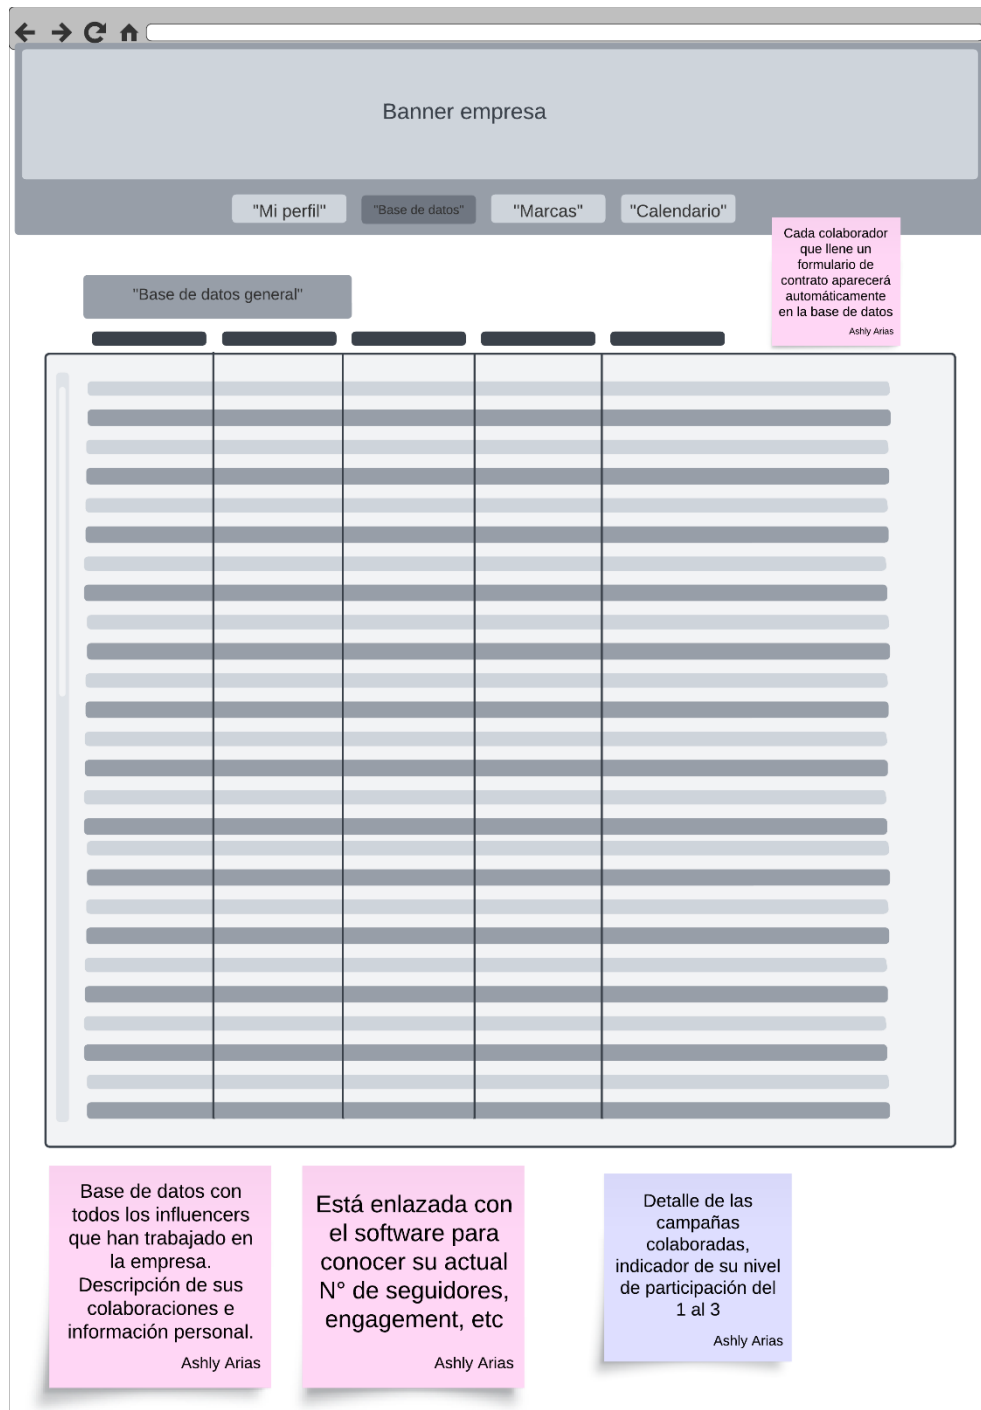 Banner empresa
"Mi perfil"
"Base de datos"
"Marcas"
"Calendario"
Cada colaborador
que llene un
formulario de
contrato aparecerá
automáticamente
en la base de datos
Ashly Arias
"Base de datos general"
Base de datos con
todos los influencers
que han trabajado en
la empresa.
Descripción de sus
colaboraciones e
información personal.
Ashly Arias
Está enlazada con
el software para
conocer su actual
N° de seguidores,
engagement, etc
Ashly Arias
Detalle de las
campañas
colaboradas,
indicador de su nivel
de participación del
1 al 3
Ashly Arias